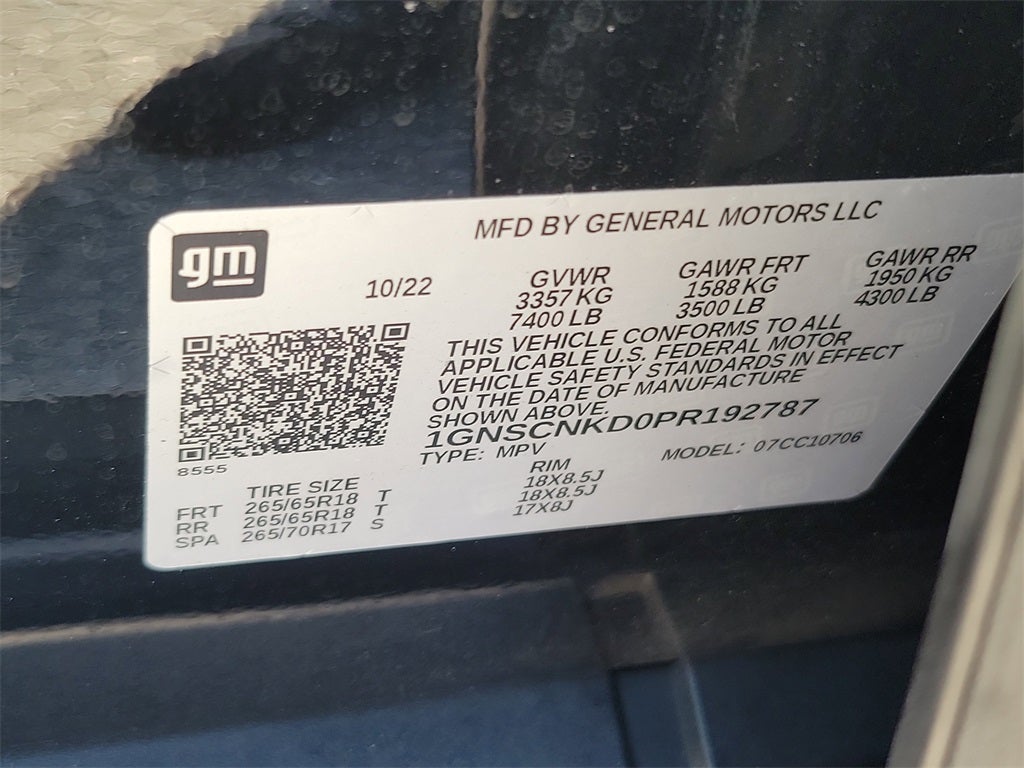 MFD BY GENERAL MOTORS LLC
gm
10/22
GVWR GAWR FRT GAWR RR
3357 KG 1588 KG 1950 KG
7400 LB 3500 LB 4300 LB
THIS VEHICLE CONFORMS TO ALL
APPLICABLE U.S. FEDERAL MOTOR
VEHICLE SAFETY STANDARDS IN EFFECT
ON THE DATE OF MANUFACTURE
SHOWN ABOVE.
1GNSCNKD0PR192787
TYPE: MPV MODEL: 07CC10706
8555
TIRE SIZE RIM
FRT 265/65R18 T 18X8.5J
RR 265/65R18 T 18X8.5J
SPA 265/70R17 S 17X8J